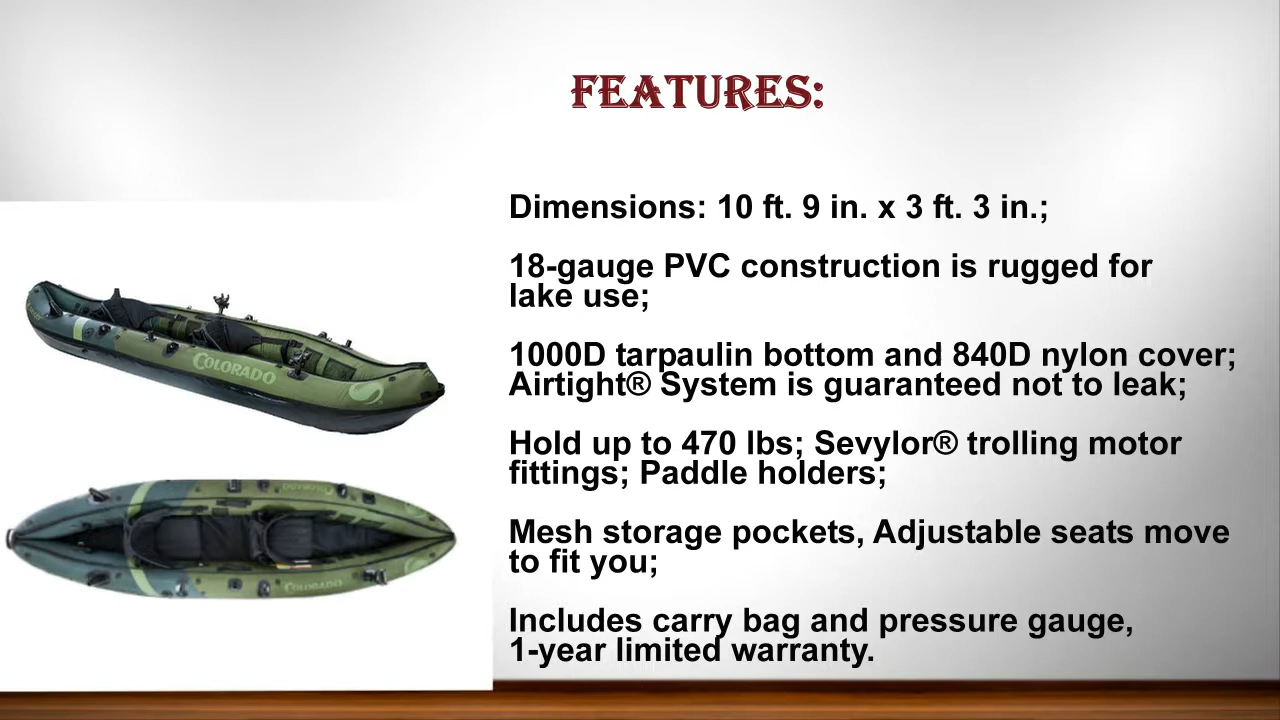 FEATURES:
Dimensions: 10 ft. 9 in. x 3 ft. 3 in.;
18-gauge PVC construction is rugged for
lake use;
1000D tarpaulin bottom and 840D nylon cover;
Airtight® System is guaranteed not to leak;
Hold up to 470 lbs; Sevylor® trolling motor
fittings; Paddle holders;
Mesh storage pockets, Adjustable seats move
to fit you;
Includes carry bag and pressure gauge,
1-year limited warranty.
COLORADO
COLORADO
COLORADO